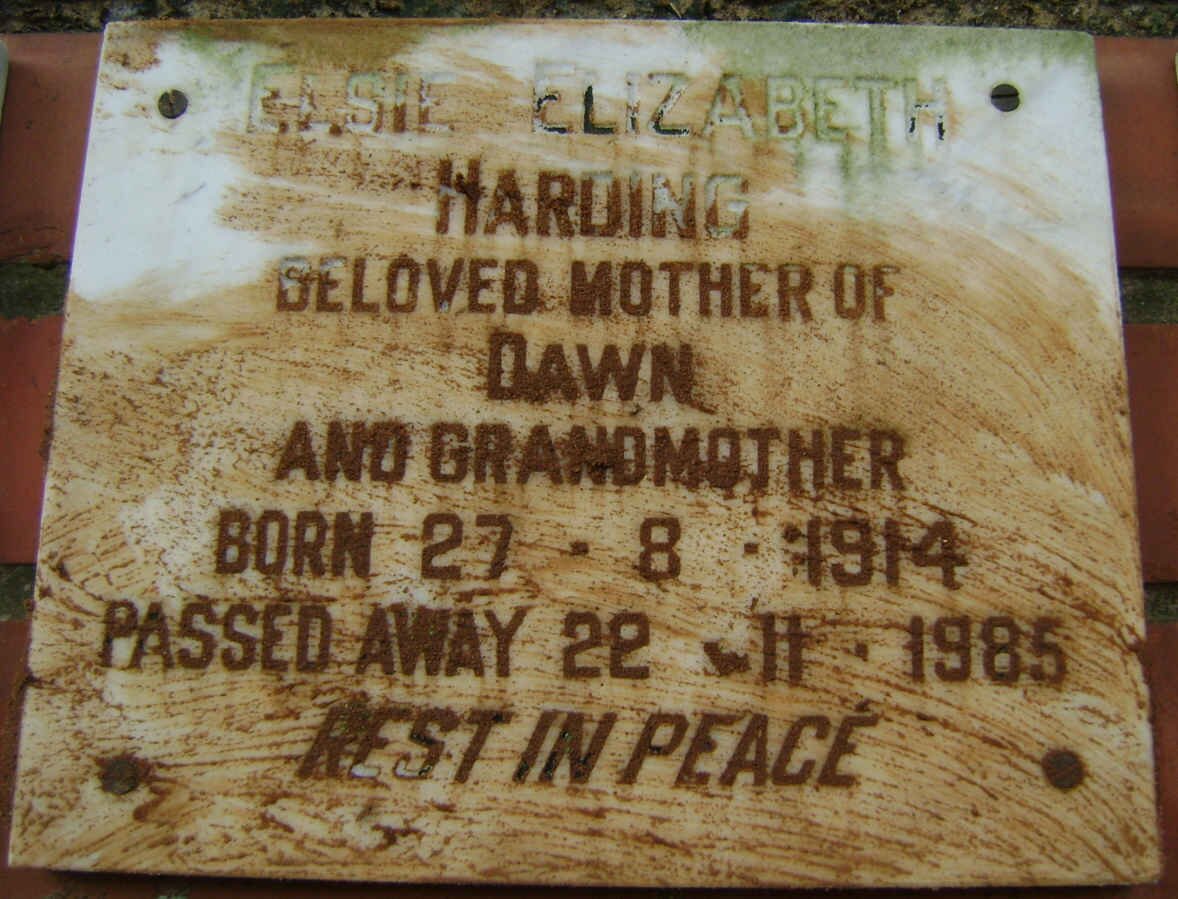 ELSIE ELIZABETH
HARDING
BELOVED MOTHER OF
DAWN
AND GRANDMOTHER
BORN 27 · 8 · 1914
PASSED AWAY 22 · 11 · 1985
REST IN PEACE